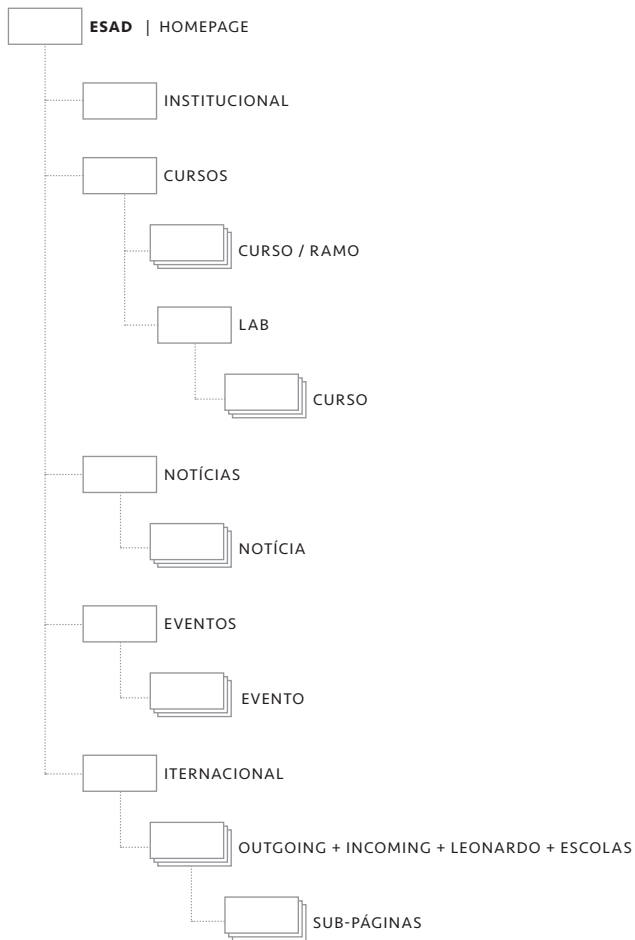 ESAD | HOMEPAGE
INSTITUCIONAL
CURSOS
CURSO / RAMO
LAB
CURSO
NOTÍCIAS
NOTÍCIA
EVENTOS
EVENTO
ITERNACIONAL
OUTGOING + INCOMING + LEONARDO + ESCOLAS
SUB-PÁGINAS